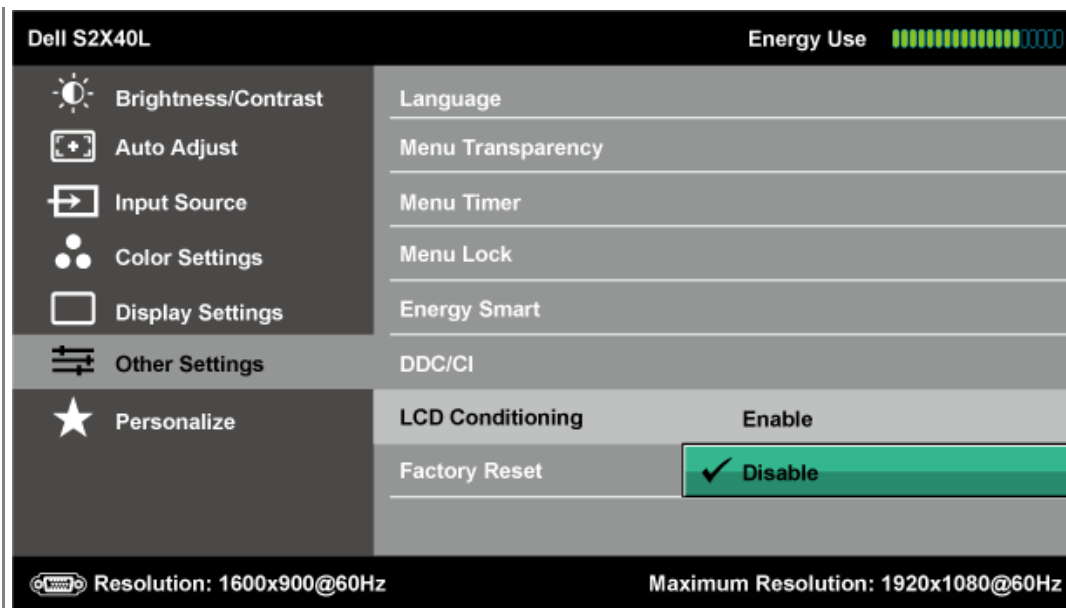 Dell S2X40L Energy Use
Brightness/Contrast Language
Auto Adjust Menu Transparency
Input Source Menu Timer
Color Settings Menu Lock
Display Settings Energy Smart
Other Settings DDC/CI
Personalize LCD Conditioning Enable
Factory Reset Disable
Resolution: 1600x900@60Hz Maximum Resolution: 1920x1080@60Hz